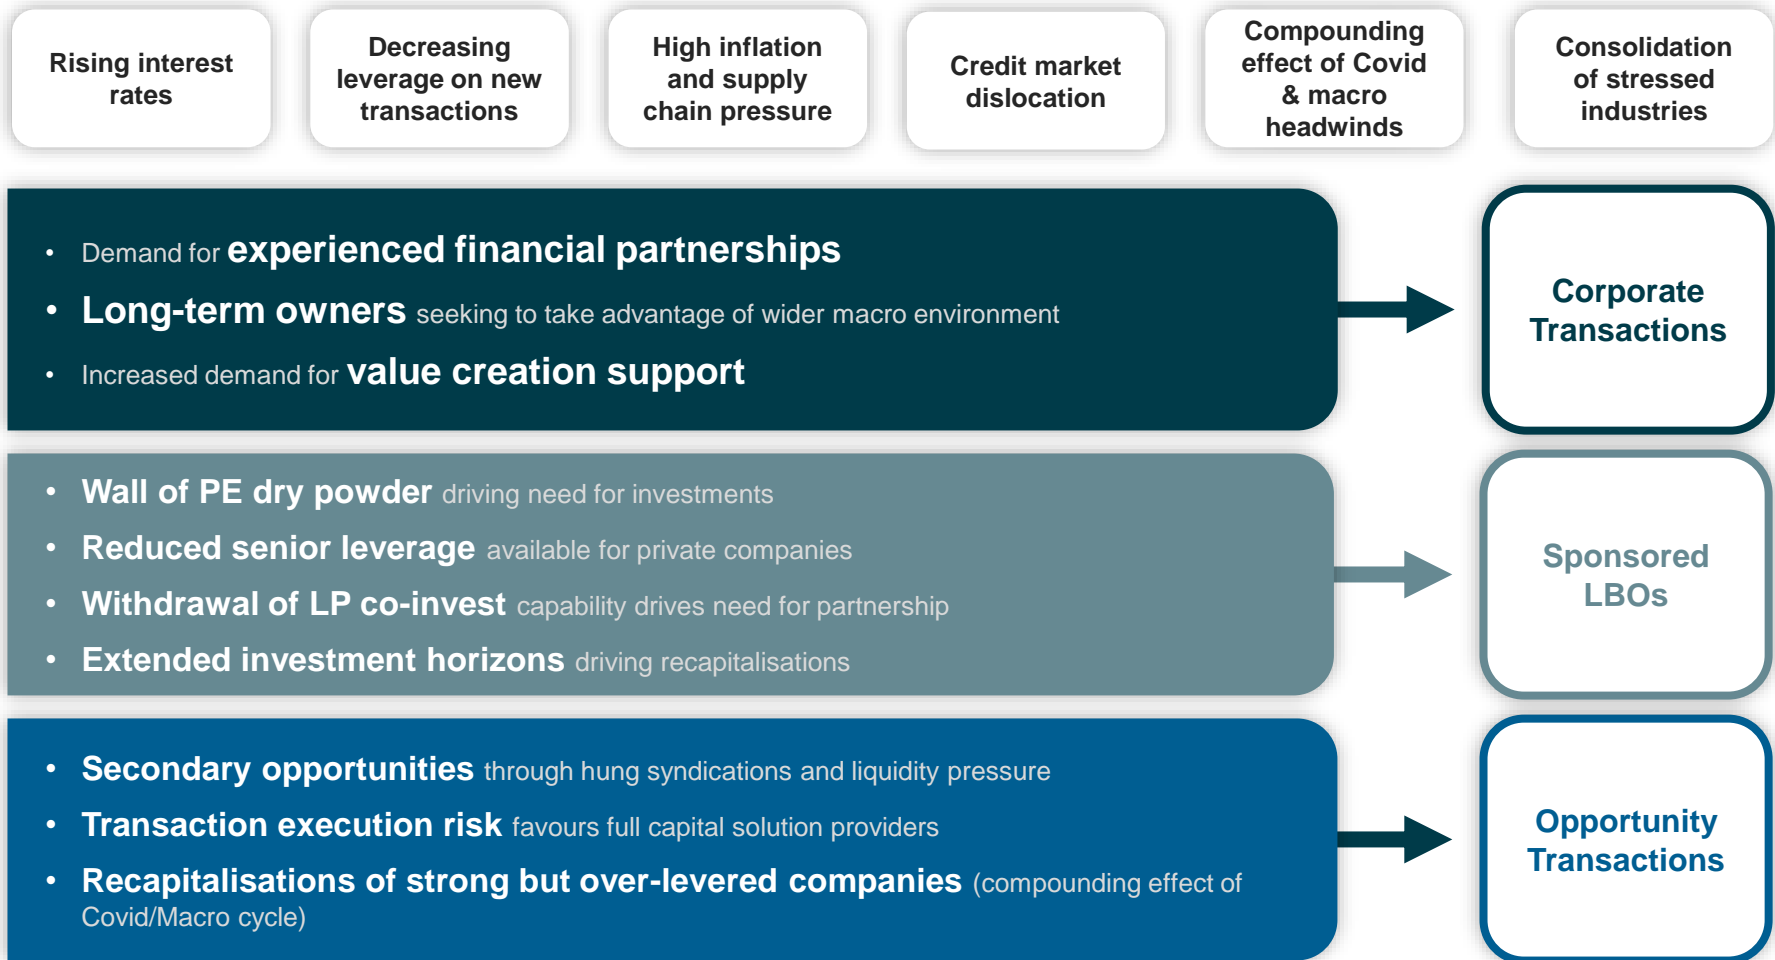 Rising interest
rates
Decreasing
leverage on new
transactions
High inflation
and supply
chain pressure
Credit market
dislocation
Compounding
effect of Covid
& macro
headwinds
Consolidation
of stressed
industries
• Demand for experienced financial partnerships
• Long-term owners seeking to take advantage of wider macro environment
• Increased demand for value creation support
Corporate
Transactions
• Wall of PE dry powder driving need for investments
• Reduced senior leverage available for private companies
• Withdrawal of LP co-invest capability drives need for partnership
• Extended investment horizons driving recapitalisations
Sponsored
LBOs
• Secondary opportunities through hung syndications and liquidity pressure
• Transaction execution risk favours full capital solution providers
• Recapitalisations of strong but over-levered companies (compounding effect of
Covid/Macro cycle)
Opportunity
Transactions